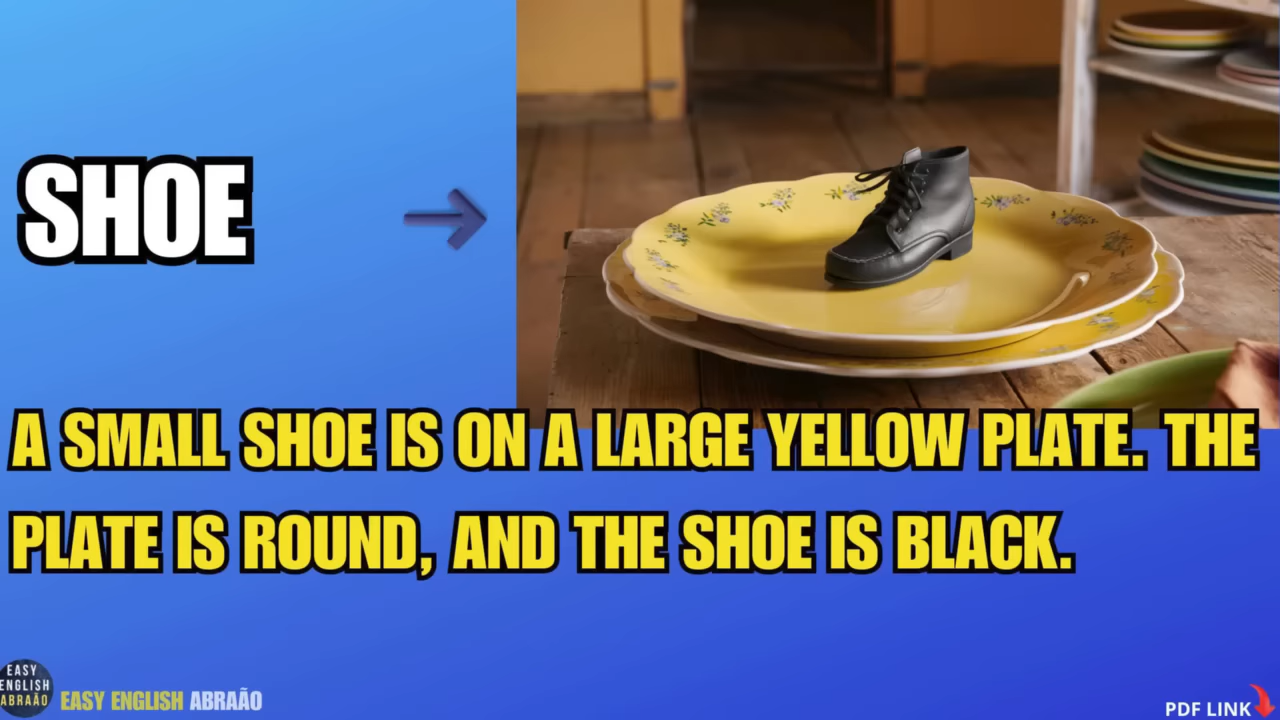 SHOE
A SMALL SHOE IS ON A LARGE YELLOW PLATE. THE
PLATE IS ROUND, AND THE SHOE IS BLACK.
EASY
ENGLISH
ABRAÃO
EASY ENGLISH ABRAÃO
PDF LINK